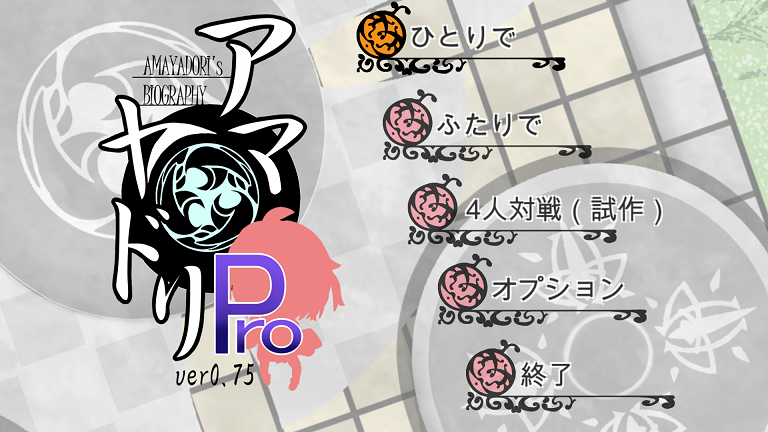 AMAYADORI's
BIOGRAPHY
アマヤドリ
Pro
ver0.75
ひとりで
ふたりで
4人対戦（試作）
オプション
終了